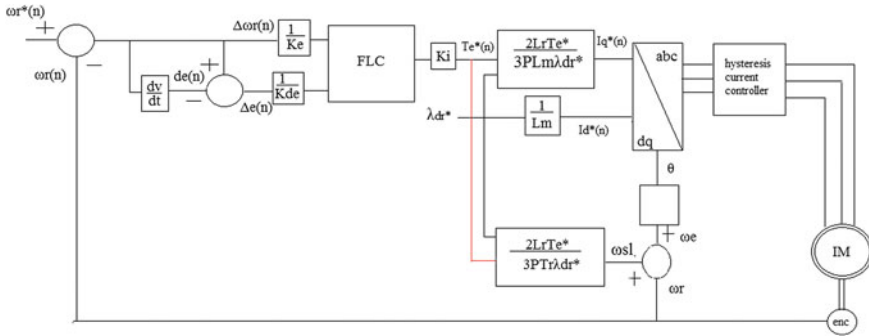 ωr*(n)
+
ωr(n)
−
Δωr(n)
1
Ke
dv
dt
de(n)
+
−
Δe(n)
1
Kde
FLC
Ki
Te*(n)
2LrTe*
3PLmλdr*
Iq*(n)
λdr*
1
Lm
Id*(n)
abc
dq
hysteresis
current
controller
θ
+
ωe
2LrTe*
3PTrλdr*
ωsl
+
ωr
IM
enc